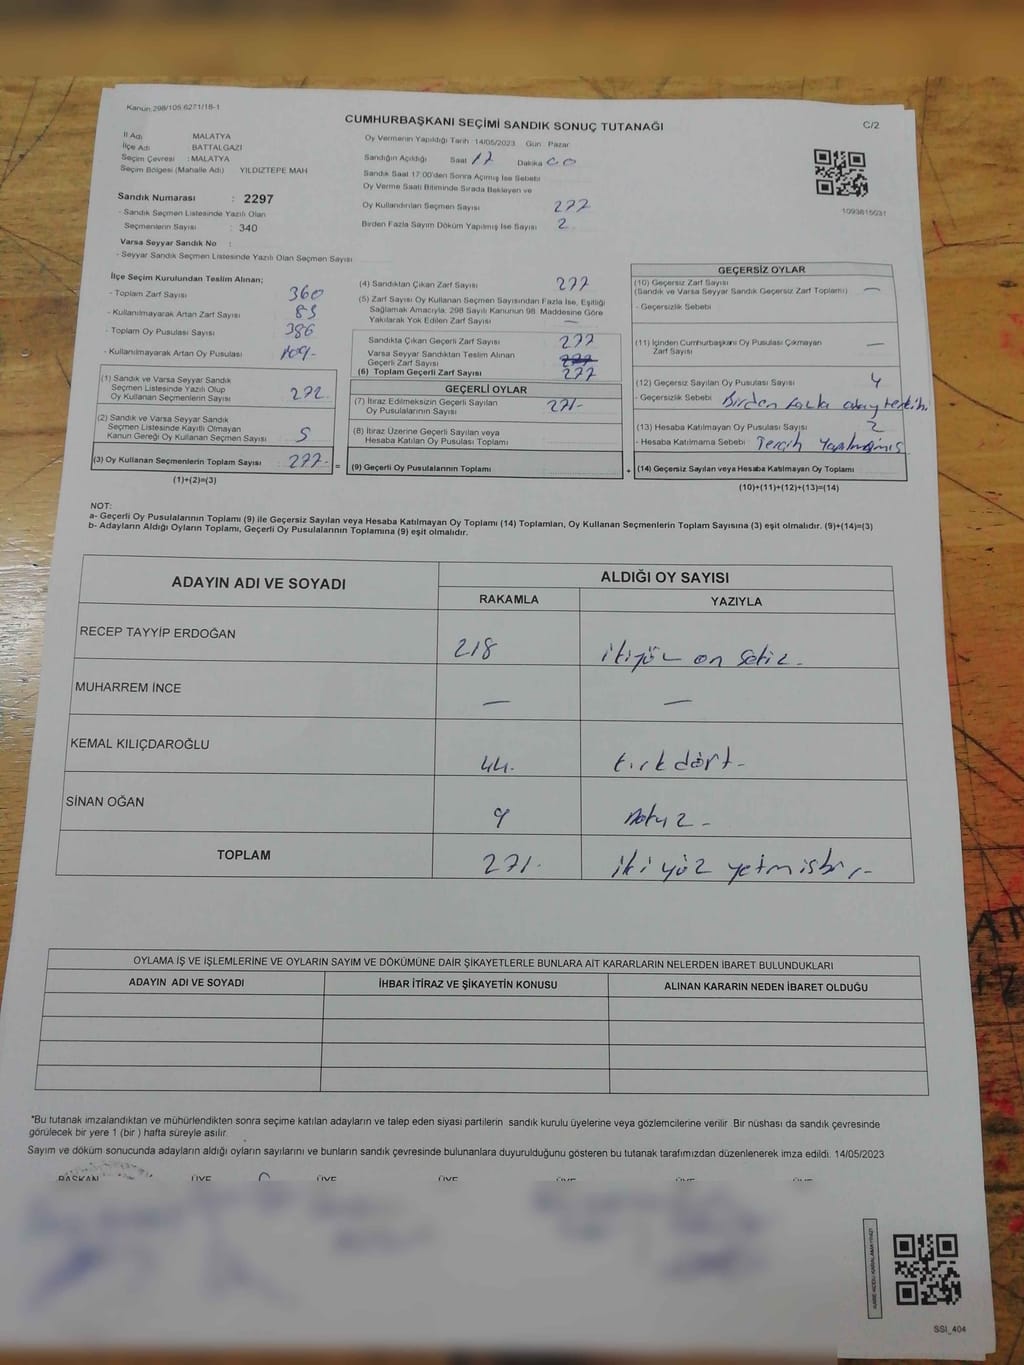 Kanun 298/105 6271/18-1
CUMHURBAŞKANI SEÇİMİ SANDIK SONUÇ TUTANAĞI
C/2
İl Adı MALATYA
İlçe Adı BATTALGAZİ
Seçim Çevresi : MALATYA
Seçim Bölgesi (Mahalle Adı) YILDIZTEPE MAH
Sandık Numarası : 2297
- Sandık Seçmen Listesinde Yazılı Olan
Seçmenlerin Sayısı : 340
Varsa Seyyar Sandık No :
- Seyyar Sandık Seçmen Listesinde Yazılı Olan Seçmen Sayısı
Oy Vermenin Yapıldığı Tarih 14/05/2023 Gün Pazar
Sandığın Açıldığı Saat 17 Dakika 00
Sandık Saat 17:00'den Sonra Açımış İse Sebebi
Oy Verme Saati Bitiminde Sırada Bekleyen ve
Oy Kullandırılan Seçmen Sayısı 277
Birden Fazla Sayım Döküm Yapılmış İse Sayısı 2
1093815031
İlçe Seçim Kurulundan Teslim Alınan;
- Toplam Zarf Sayısı 360
- Kullanılmayarak Artan Zarf Sayısı 83
- Toplam Oy Pusulası Sayısı 386
- Kullanılmayarak Artan Oy Pusulası 109-
(1) Sandık ve Varsa Seyyar Sandık
Seçmen Listesinde Yazılı Olup
Oy Kullanan Seçmenlerin Sayısı 272
(2) Sandık ve Varsa Seyyar Sandık
Seçmen Listesinde Kayıtlı Olmayan
Kanun Gereği Oy Kullanan Seçmen Sayısı 5
(3) Oy Kullanan Seçmenlerin Toplam Sayısı 277 =
(1)+(2)=(3)
(4) Sandıktan Çıkan Zarf Sayısı 277
(5) Zarf Sayısı Oy Kullanan Seçmen Sayısından Fazla İse, Eşitliği
Sağlamak Amacıyla; 298 Sayılı Kanunun 98. Maddesine Göre
Yakılarak Yok Edilen Zarf Sayısı —
Sandıkta Çıkan Geçerli Zarf Sayısı 277
Varsa Seyyar Sandıktan Teslim Alınan
Geçerli Zarf Sayısı
(6) Toplam Geçerli Zarf Sayısı 277
GEÇERLİ OYLAR
(7) İtiraz Edilmeksizin Geçerli Sayılan
Oy Pusulalarının Sayısı 271-
(8) İtiraz Üzerine Geçerli Sayılan veya
Hesaba Katılan Oy Pusulası Toplamı
(9) Geçerli Oy Pusulalarının Toplamı +
GEÇERSİZ OYLAR
(10) Geçersiz Zarf Sayısı
(Sandık ve Varsa Seyyar Sandık Geçersiz Zarf Toplamı) —
- Geçersizlik Sebebi
(11) İçinden Cumhurbaşkanı Oy Pusulası Çıkmayan
Zarf Sayısı —
(12) Geçersiz Sayılan Oy Pusulası Sayısı 4
- Geçersizlik Sebebi Birden fazla aday tercihi
(13) Hesaba Katılmayan Oy Pusulası Sayısı 2
- Hesaba Katılmama Sebebi Tercih Yapılmamış
(14) Geçersiz Sayılan veya Hesaba Katılmayan Oy Toplamı
(10)+(11)+(12)+(13)=(14)
NOT:
a- Geçerli Oy Pusulalarının Toplamı (9) ile Geçersiz Sayılan veya Hesaba Katılmayan Oy Toplamı (14) Toplamları, Oy Kullanan Seçmenlerin Toplam Sayısına (3) eşit olmalıdır. (9)+(14)=(3)
b- Adayların Aldığı Oyların Toplamı, Geçerli Oy Pusulalarının Toplamına (9) eşit olmalıdır.
ADAYIN ADI VE SOYADI
ALDIĞI OY SAYISI
RAKAMLA YAZIYLA
RECEP TAYYİP ERDOĞAN 218 ikiyüz on sekiz-
MUHARREM İNCE — —
KEMAL KILIÇDAROĞLU 44- kırkdört-
SİNAN OĞAN 9 dokuz-
TOPLAM 271- ikiyüz yetmişbir-
OYLAMA İŞ VE İŞLEMLERİNE VE OYLARIN SAYIM VE DÖKÜMÜNE DAİR ŞİKAYETLERLE BUNLARA AİT KARARLARIN NELERDEN İBARET BULUNDUKLARI
ADAYIN ADI VE SOYADI İHBAR İTİRAZ VE ŞİKAYETİN KONUSU ALINAN KARARIN NEDEN İBARET OLDUĞU
*Bu tutanak imzalandıktan ve mühürlendikten sonra seçime katılan adayların ve talep eden siyasi partilerin sandık kurulu üyelerine veya gözlemcilerine verilir. Bir nüshası da sandık çevresinde
görülecek bir yere 1 (bir) hafta süreyle asılır.
Sayım ve döküm sonucunda adayların aldığı oyların sayılarını ve bunların sandık çevresinde bulunanlara duyurulduğunu gösteren bu tutanak tarafımızdan düzenlenerek imza edildi. 14/05/2023
BAŞKAN ÜYE ÜYE ÜYE ÜYE ÜYE ÜYE
SSI_404